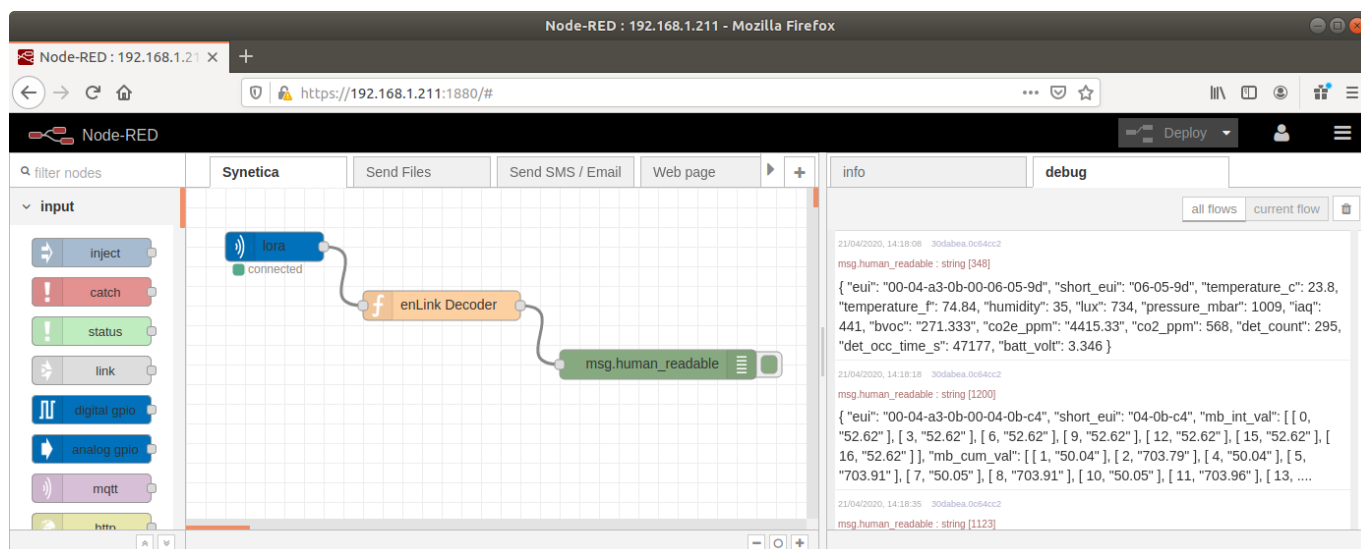 Node-RED : 192.168.1.211 - Mozilla Firefox
Node-RED : 192.168.1.21
https://192.168.1.211:1880/#
Node-RED
Deploy
filter nodes
Synetica
Send Files
Send SMS / Email
Web page
info
debug
input
all flows
current flow
inject
catch
status
link
digital gpio
analog gpio
mqtt
http
lora
connected
enLink Decoder
msg.human_readable
21/04/2020, 14:18:08 30dabea.0c64cc2
msg.human_readable : string [348]
{ "eui": "00-04-a3-0b-00-06-05-9d", "short_eui": "06-05-9d", "temperature_c": 23.8,
"temperature_f": 74.84, "humidity": 35, "lux": 734, "pressure_mbar": 1009, "iaq":
441, "bvoc": "271.333", "co2e_ppm": "4415.33", "co2_ppm": 568, "det_count": 295,
"det_occ_time_s": 47177, "batt_volt": 3.346 }
21/04/2020, 14:18:18 30dabea.0c64cc2
msg.human_readable : string [1200]
{ "eui": "00-04-a3-0b-00-04-0b-c4", "short_eui": "04-0b-c4", "mb_int_val": [ [ 0,
"52.62" ], [ 3, "52.62" ], [ 6, "52.62" ], [ 9, "52.62" ], [ 12, "52.62" ], [ 15, "52.62" ], [
16, "52.62" ] ], "mb_cum_val": [ [ 1, "50.04" ], [ 2, "703.79" ], [ 4, "50.04" ], [ 5,
"703.91" ], [ 7, "50.05" ], [ 8, "703.91" ], [ 10, "50.05" ], [ 11, "703.96" ], [ 13, ....
21/04/2020, 14:18:35 30dabea.0c64cc2
msg.human_readable : string [1123]